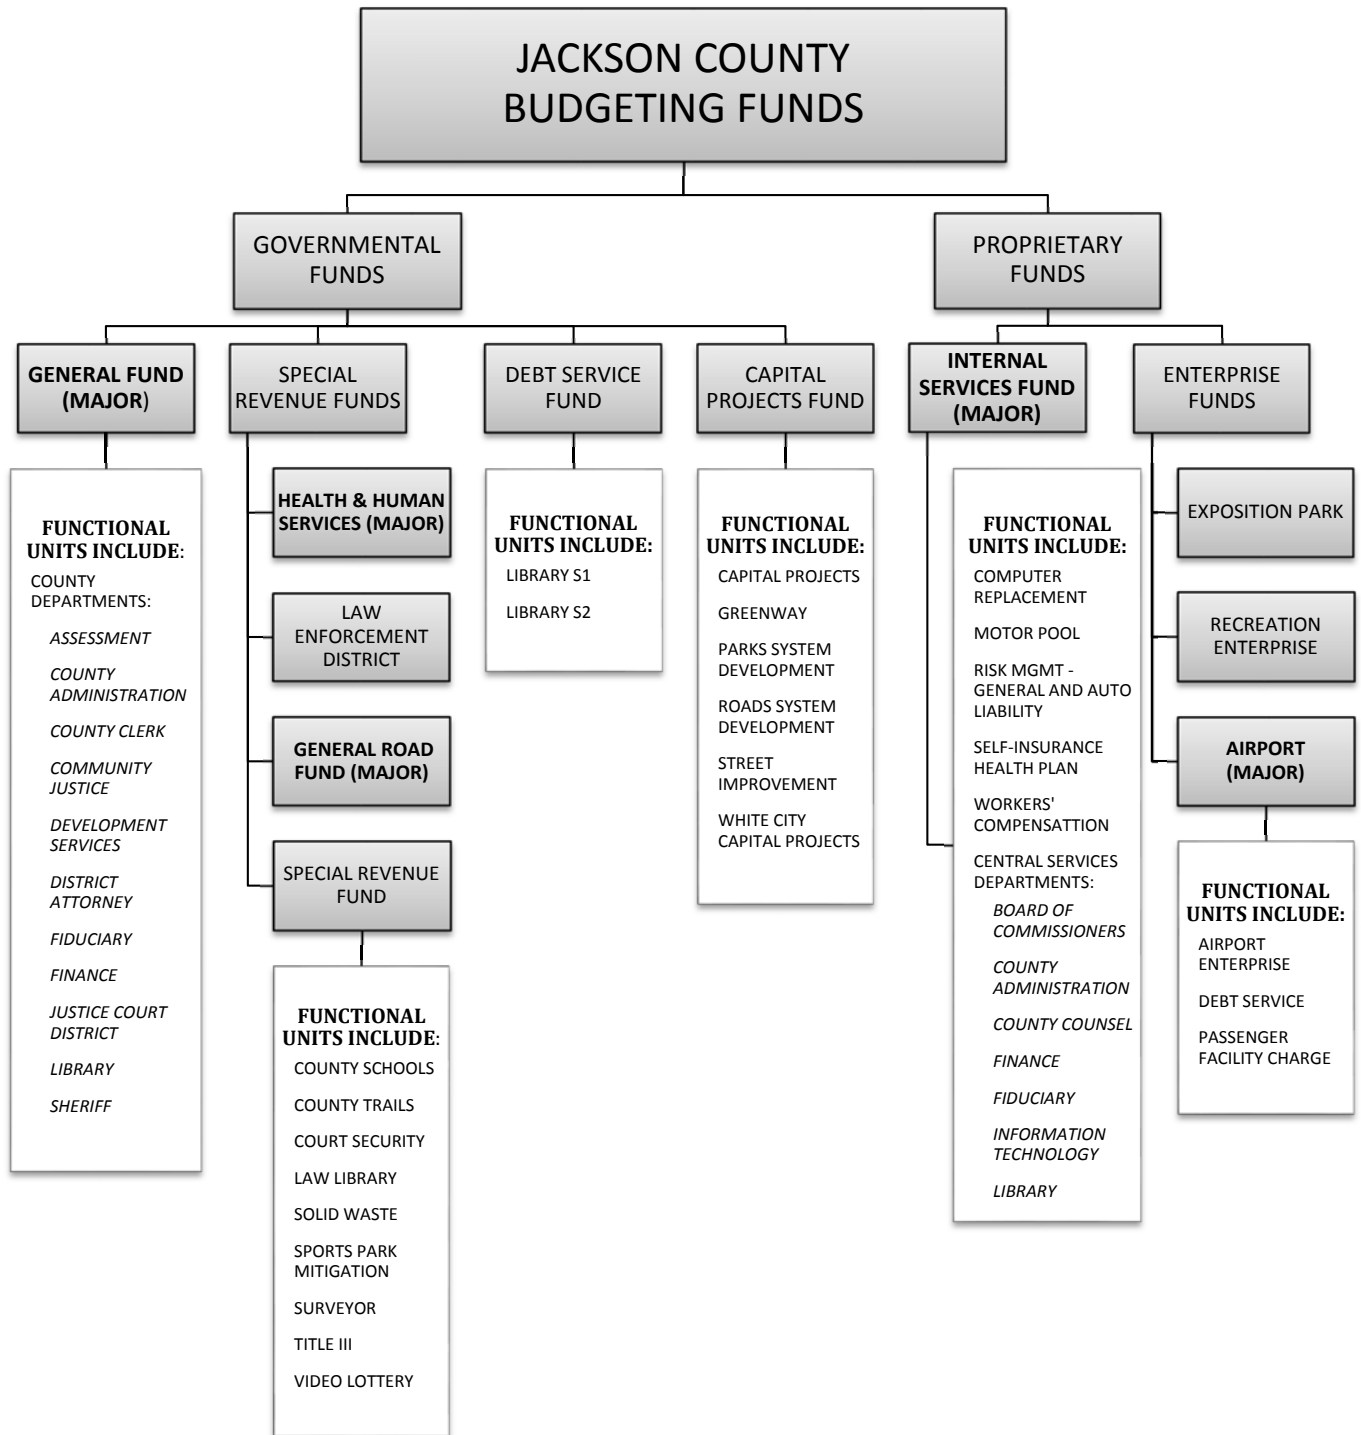 JACKSON COUNTY
BUDGETING FUNDS
GOVERNMENTAL
FUNDS
PROPRIETARY
FUNDS
GENERAL FUND
(MAJOR)
SPECIAL
REVENUE FUNDS
DEBT SERVICE
FUND
CAPITAL
PROJECTS FUND
INTERNAL
SERVICES FUND
(MAJOR)
ENTERPRISE
FUNDS
FUNCTIONAL
UNITS INCLUDE:
COUNTY
DEPARTMENTS:
ASSESSMENT
COUNTY
ADMINISTRATION
COUNTY CLERK
COMMUNITY
JUSTICE
DEVELOPMENT
SERVICES
DISTRICT
ATTORNEY
FIDUCIARY
FINANCE
JUSTICE COURT
DISTRICT
LIBRARY
SHERIFF
HEALTH & HUMAN
SERVICES (MAJOR)
LAW
ENFORCEMENT
DISTRICT
GENERAL ROAD
FUND (MAJOR)
SPECIAL REVENUE
FUND
FUNCTIONAL
UNITS INCLUDE:
COUNTY SCHOOLS
COUNTY TRAILS
COURT SECURITY
LAW LIBRARY
SOLID WASTE
SPORTS PARK
MITIGATION
SURVEYOR
TITLE III
VIDEO LOTTERY
FUNCTIONAL
UNITS INCLUDE:
LIBRARY S1
LIBRARY S2
FUNCTIONAL
UNITS INCLUDE:
CAPITAL PROJECTS
GREENWAY
PARKS SYSTEM
DEVELOPMENT
ROADS SYSTEM
DEVELOPMENT
STREET
IMPROVEMENT
WHITE CITY
CAPITAL PROJECTS
FUNCTIONAL
UNITS INCLUDE:
COMPUTER
REPLACEMENT
MOTOR POOL
RISK MGMT -
GENERAL AND AUTO
LIABILITY
SELF-INSURANCE
HEALTH PLAN
WORKERS'
COMPENSATTION
CENTRAL SERVICES
DEPARTMENTS:
BOARD OF
COMMISSIONERS
COUNTY
ADMINISTRATION
COUNTY COUNSEL
FINANCE
FIDUCIARY
INFORMATION
TECHNOLOGY
LIBRARY
EXPOSITION PARK
RECREATION
ENTERPRISE
AIRPORT
(MAJOR)
FUNCTIONAL
UNITS INCLUDE:
AIRPORT
ENTERPRISE
DEBT SERVICE
PASSENGER
FACILITY CHARGE